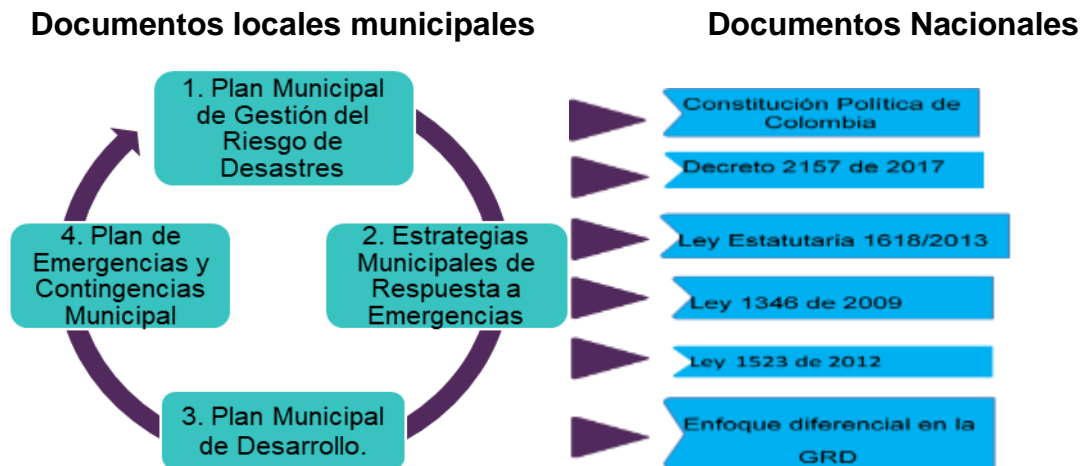 Documentos locales municipales
Documentos Nacionales
1. Plan Municipal
de Gestión del
Riesgo de
Desastres
2. Estrategias
Municipales de
Respuesta a
Emergencias
3. Plan Municipal
de Desarrollo.
4. Plan de
Emergencias y
Contingencias
Municipal
Constitución Política de
Colombia
Decreto 2157 de 2017
Ley Estatutaria 1618/2013
Ley 1346 de 2009
Ley 1523 de 2012
Enfoque diferencial en la
GRD